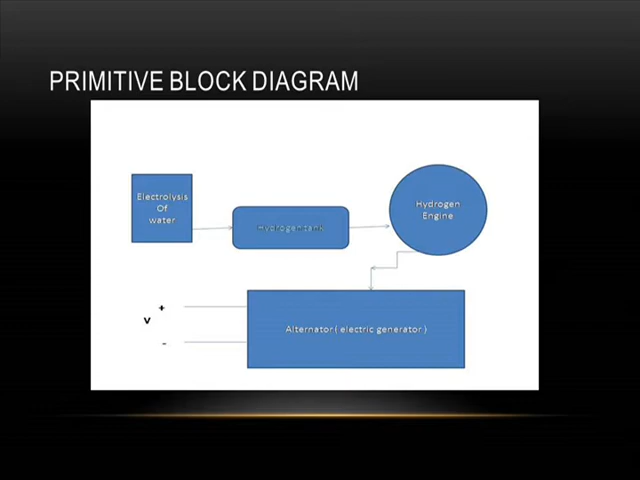 PRIMITIVE BLOCK DIAGRAM
Electrolysis
Of
water
Hydrogen tank
Hydrogen
Engine
+
v
-
Alternator ( electric generator )